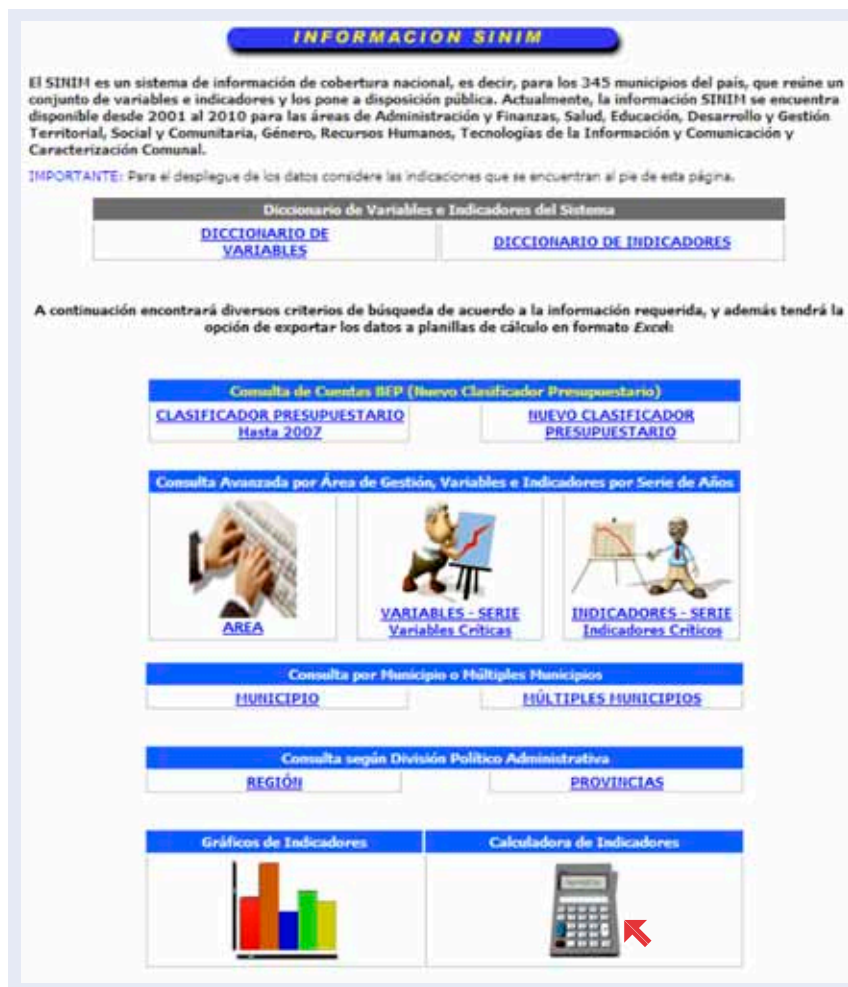 INFORMACION SINIM
El SINIM es un sistema de información de cobertura nacional, es decir, para los 345 municipios del país, que reúne un
conjunto de variables e indicadores y los pone a disposición pública. Actualmente, la información SINIM se encuentra
disponible desde 2001 al 2010 para las áreas de Administración y Finanzas, Salud, Educación, Desarrollo y Gestión
Territorial, Social y Comunitaria, Género, Recursos Humanos, Tecnologías de la Información y Comunicación y
Caracterización Comunal.
IMPORTANTE: Para el despliegue de los datos considere las indicaciones que se encuentran al pie de esta página.
Diccionario de Variables e Indicadores del Sistema
DICCIONARIO DE
VARIABLES
DICCIONARIO DE INDICADORES
A continuación encontrará diversos criterios de búsqueda de acuerdo a la información requerida, y además tendrá la
opción de exportar los datos a planillas de cálculo en formato Excel:
Consulta de Cuentas BEP (Nuevo Clasificador Presupuestario)
CLASIFICADOR PRESUPUESTARIO
Hasta 2007
NUEVO CLASIFICADOR
PRESUPUESTARIO
Consulta Avanzada por Área de Gestión, Variables e Indicadores por Serie de Años
AREA
VARIABLES - SERIE
Variables Críticas
INDICADORES - SERIE
Indicadores Críticos
Consulta por Municipio o Múltiples Municipios
MUNICIPIO
MÚLTIPLES MUNICIPIOS
Consulta según División Político Administrativa
REGIÓN
PROVINCIAS
Gráficos de Indicadores
Calculadora de Indicadores